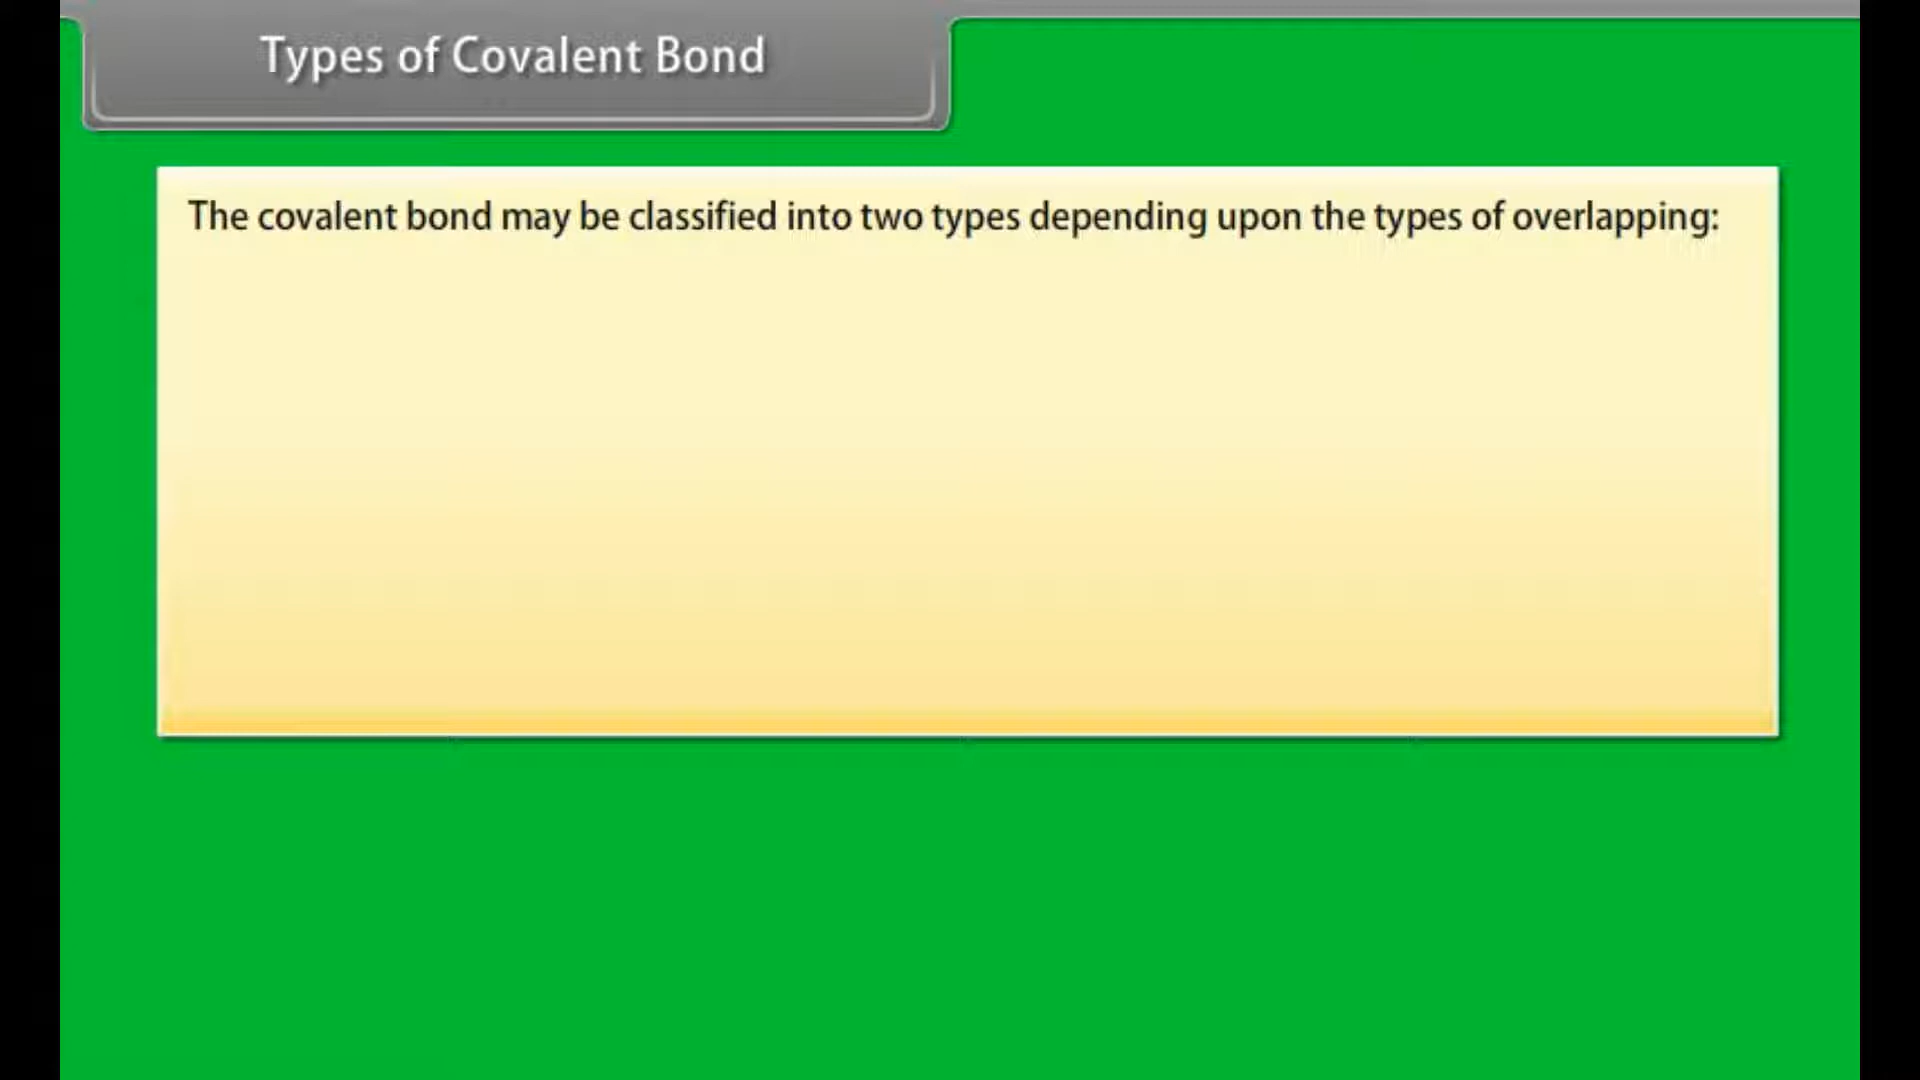 Types of Covalent Bond
The covalent bond may be classified into two types depending upon the types of overlapping: